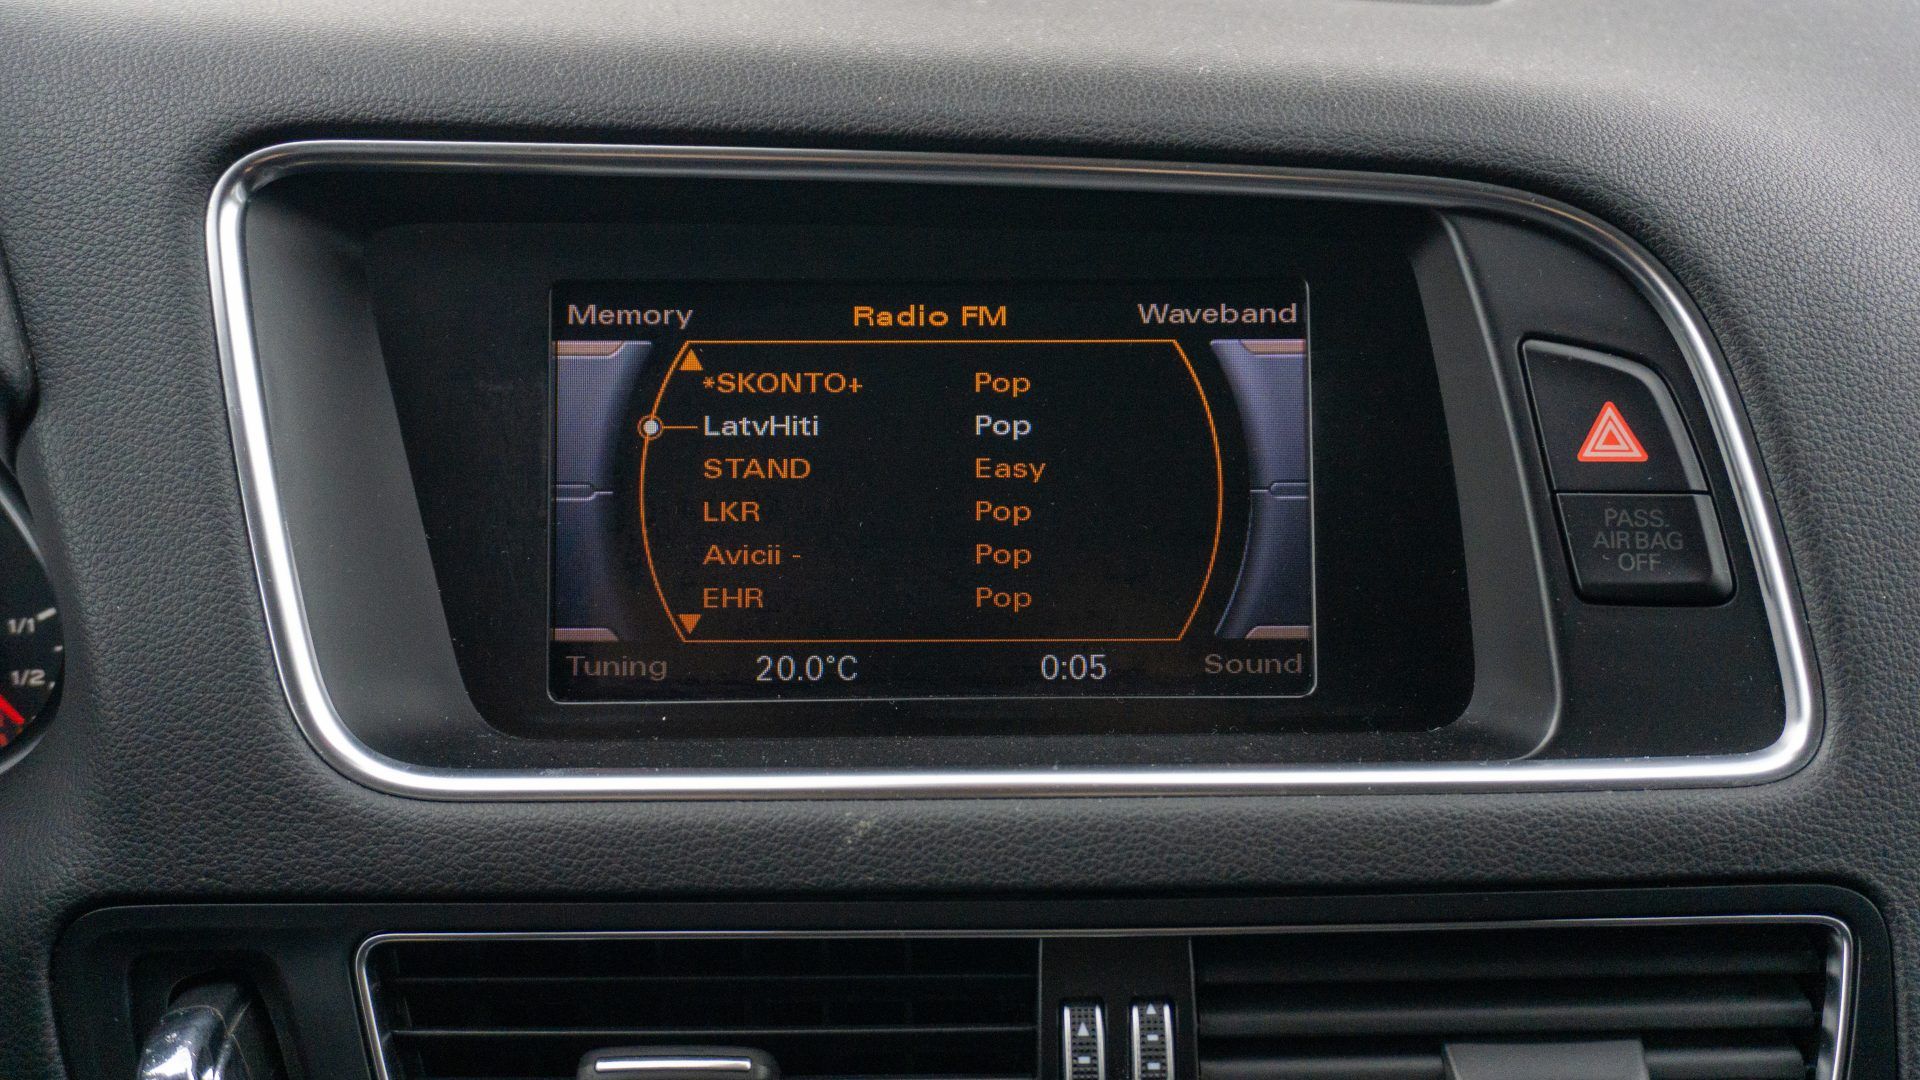 Memory Radio FM Waveband
*SKONTO+ Pop
LatvHiti Pop
STAND Easy
LKR Pop
Avicii - Pop
EHR Pop
Tuning 20.0°C 0:05 Sound
PASS.
AIR BAG
OFF
1/1
1/2